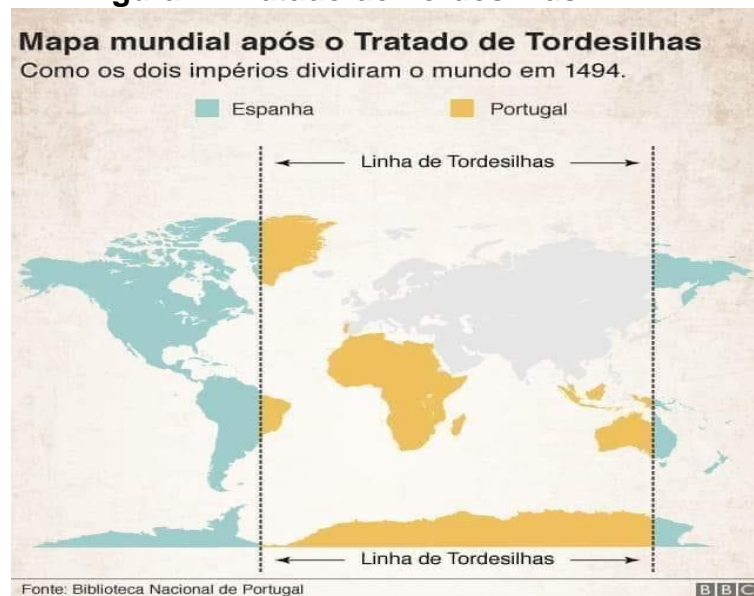 Mapa mundial após o Tratado de Tordesilhas
Como os dois impérios dividiram o mundo em 1494.
Espanha
Portugal
Linha de Tordesilhas
Linha de Tordesilhas
Fonte: Biblioteca Nacional de Portugal
BBC